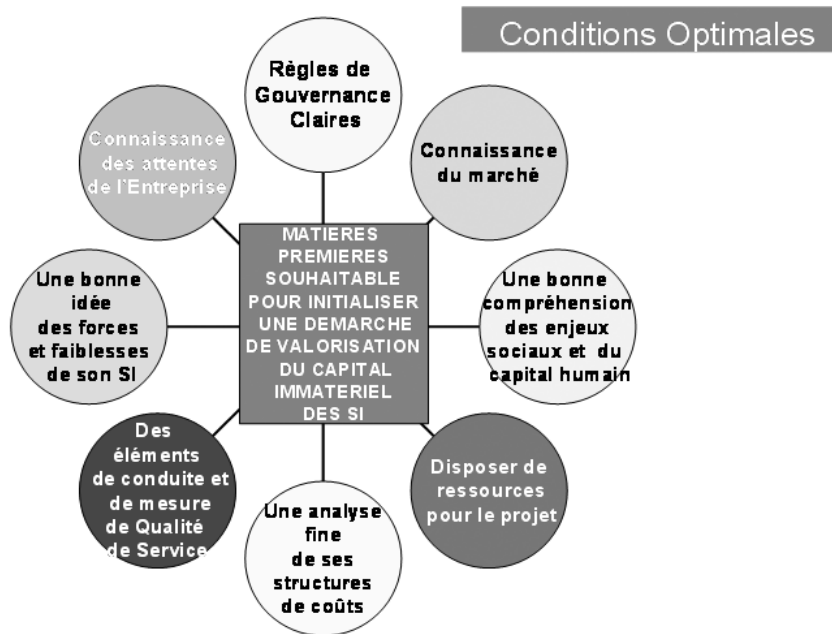 Conditions Optimales
Règles de
Gouvernance
Claires
Connaissance
des attentes
de l'Entreprise
Connaissance
du marché
MATIERES
PREMIERES
SOUHAITABLE
POUR INITIALISER
UNE DEMARCHE
DE VALORISATION
DU CAPITAL
IMMATERIEL
DES SI
Une bonne
idée
des forces
et faiblesses
de son SI
Une bonne
compréhension
des enjeux
sociaux et du
capital humain
Des
éléments
de conduite et
de mesure
de Qualité
de Service
Disposer de
ressources
pour le projet
Une analyse
fine
de ses
structures
de coûts